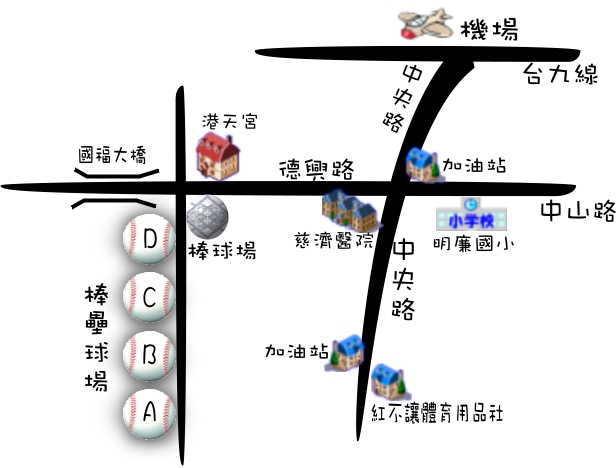 機場
台九線
中央路
港天宮
國福大橋
德興路
加油站
中山路
小学校
明廉國小
慈濟醫院
棒球場
中央路
D
C
B
A
棒壘球場
加油站
紅不讓體育用品社